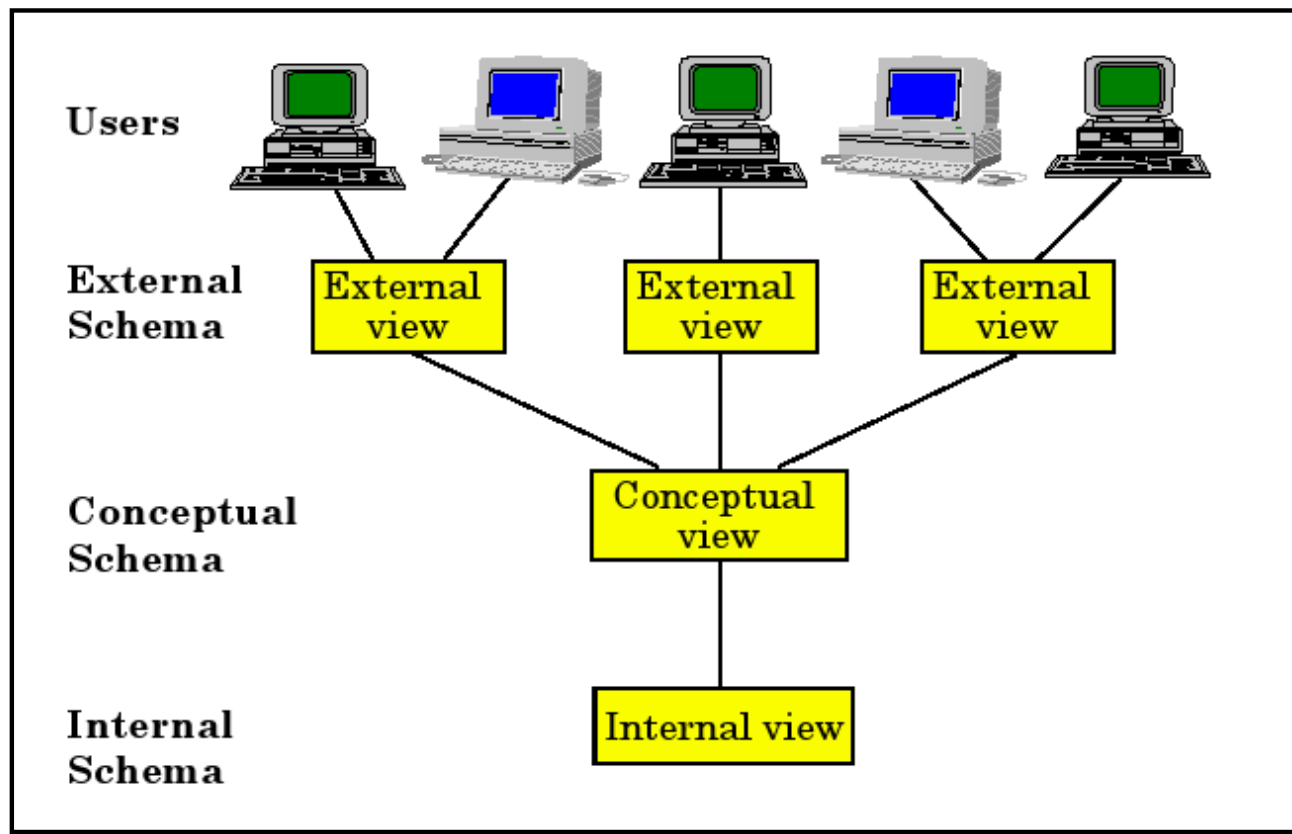 Users
External
Schema
External
view
External
view
External
view
Conceptual
Schema
Conceptual
view
Internal
Schema
Internal view